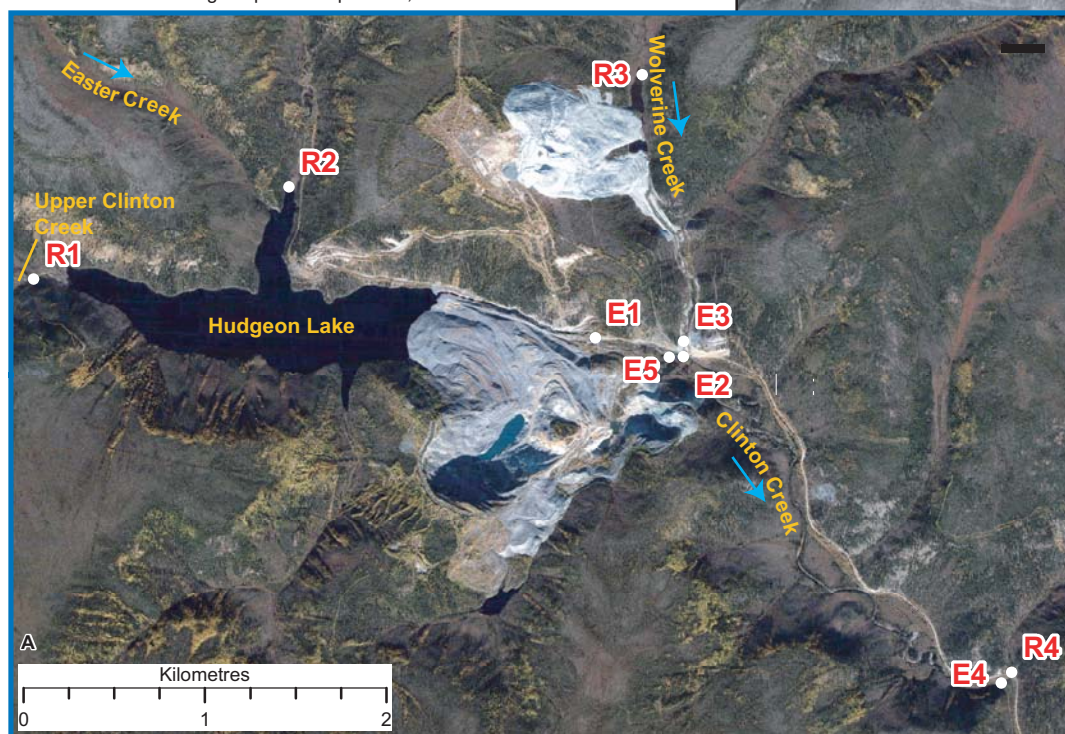 Easter Creek
Wolverine Creek
R3
R2
Upper Clinton
Creek
R1
Hudgeon Lake
E1
E3
E5
E2
Clinton Creek
R4
E4
A
Kilometres
0 1 2